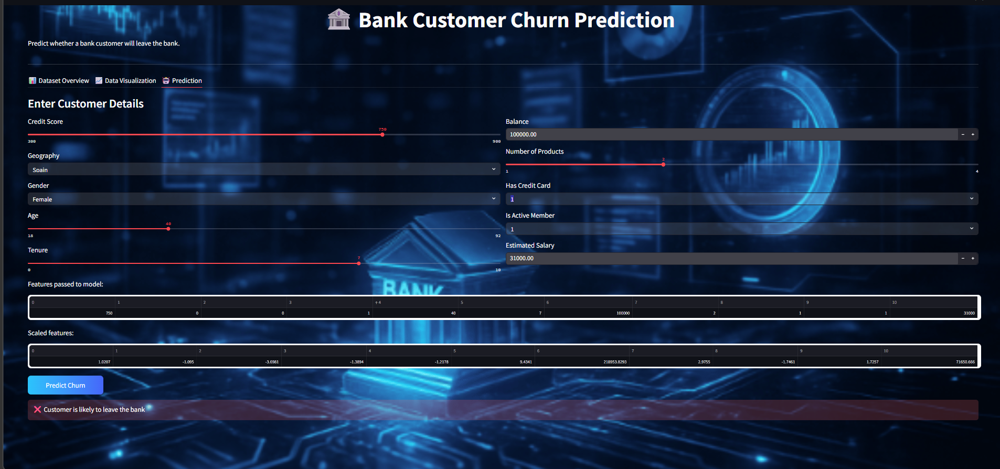 Bank Customer Churn Prediction
Predict whether a bank customer will leave the bank.
Dataset Overview Data Visualization Prediction
Enter Customer Details
Credit Score
750
300 900
Geography
Spain
Gender
Female
Age
40
18 92
Tenure
7
0 10
Balance
100000.00 - +
Number of Products
2
1 4
Has Credit Card
1
Is Active Member
1
Estimated Salary
31000.00 - +
BANK
Features passed to model:
0 1 2 3 ↑4 5 6 7 8 9 10
750 0 0 1 40 7 100000 2 1 1 31000
Scaled features:
0 1 2 3 4 5 6 7 8 9 10
1.0207 -1.095 -3.6981 -1.3894 -1.2178 9.4341 218953.8293 2.9755 -1.7461 1.7257 71650.666
Predict Churn
❌ Customer is likely to leave the bank